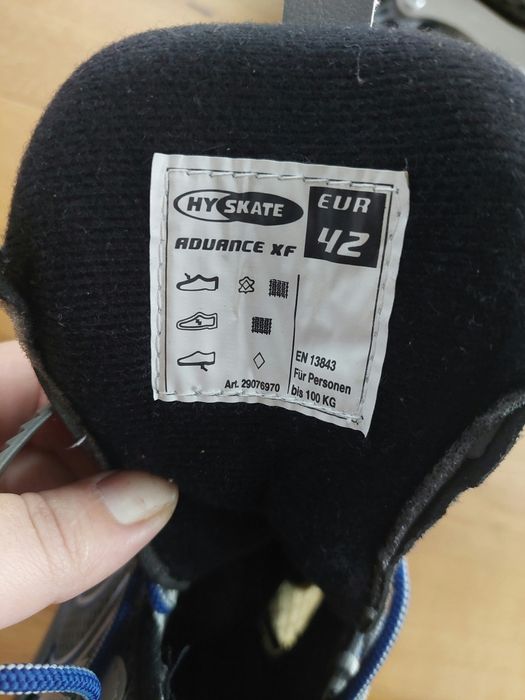 HY SKATE
EUR
42
ADVANCE XF
EN 13843
Für Personen
bis 100 KG
Art. 29076970